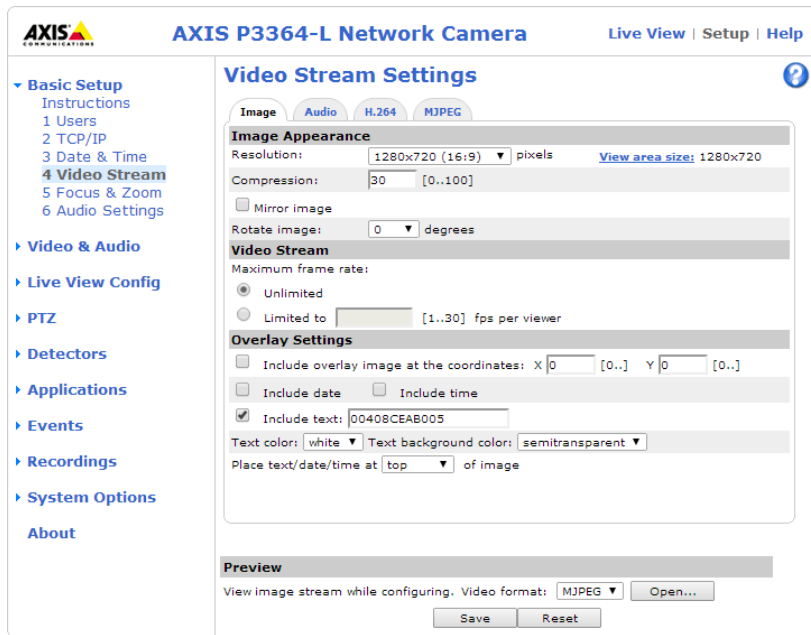 AXIS
COMMUNICATIONS
AXIS P3364-L Network Camera
Live View | Setup | Help
Basic Setup
Instructions
1 Users
2 TCP/IP
3 Date & Time
4 Video Stream
5 Focus & Zoom
6 Audio Settings
Video & Audio
Live View Config
PTZ
Detectors
Applications
Events
Recordings
System Options
About
Video Stream Settings
?
Image Audio H.264 MJPEG
Image Appearance
Resolution: 1280x720 (16:9) pixels View area size: 1280x720
Compression: 30 [0..100]
Mirror image
Rotate image: 0 degrees
Video Stream
Maximum frame rate:
Unlimited
Limited to [1..30] fps per viewer
Overlay Settings
Include overlay image at the coordinates: X 0 [0..] Y 0 [0..]
Include date Include time
Include text: 00408CEAB005
Text color: white Text background color: semitransparent
Place text/date/time at top of image
Preview
View image stream while configuring. Video format: MJPEG Open...
Save Reset